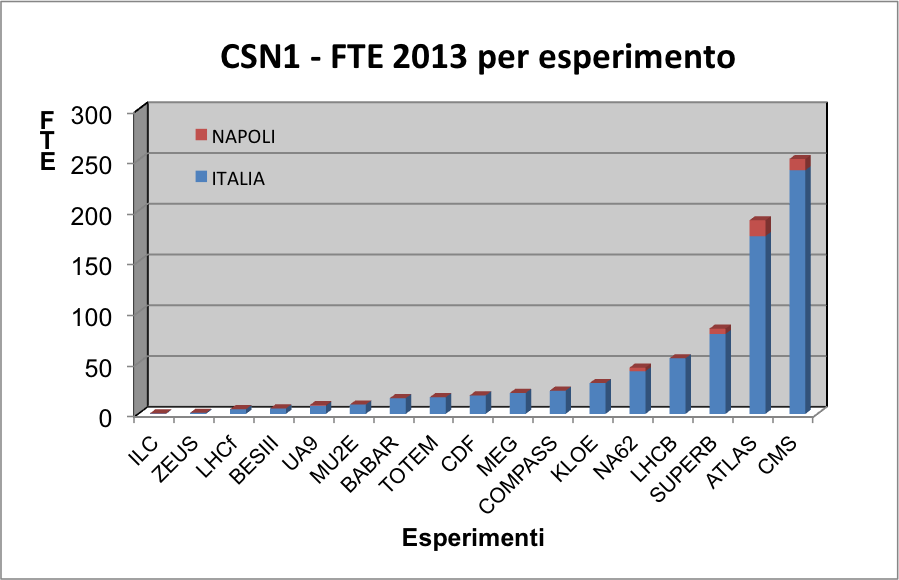 CSN1 - FTE 2013 per esperimento
FTE
300
250
200
150
100
50
0
NAPOLI
ITALIA
ILC
ZEUS
LHCf
BESIII
UA9
MU2E
BABAR
TOTEM
CDF
MEG
COMPASS
KLOE
NA62
LHCB
SUPERB
ATLAS
CMS
Esperimenti